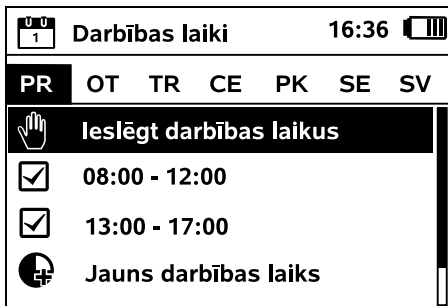 1 Darbības laiki 16:36
PR OT TR CE PK SE SV
Ieslēgt darbības laikus
08:00 - 12:00
13:00 - 17:00
Jauns darbības laiks